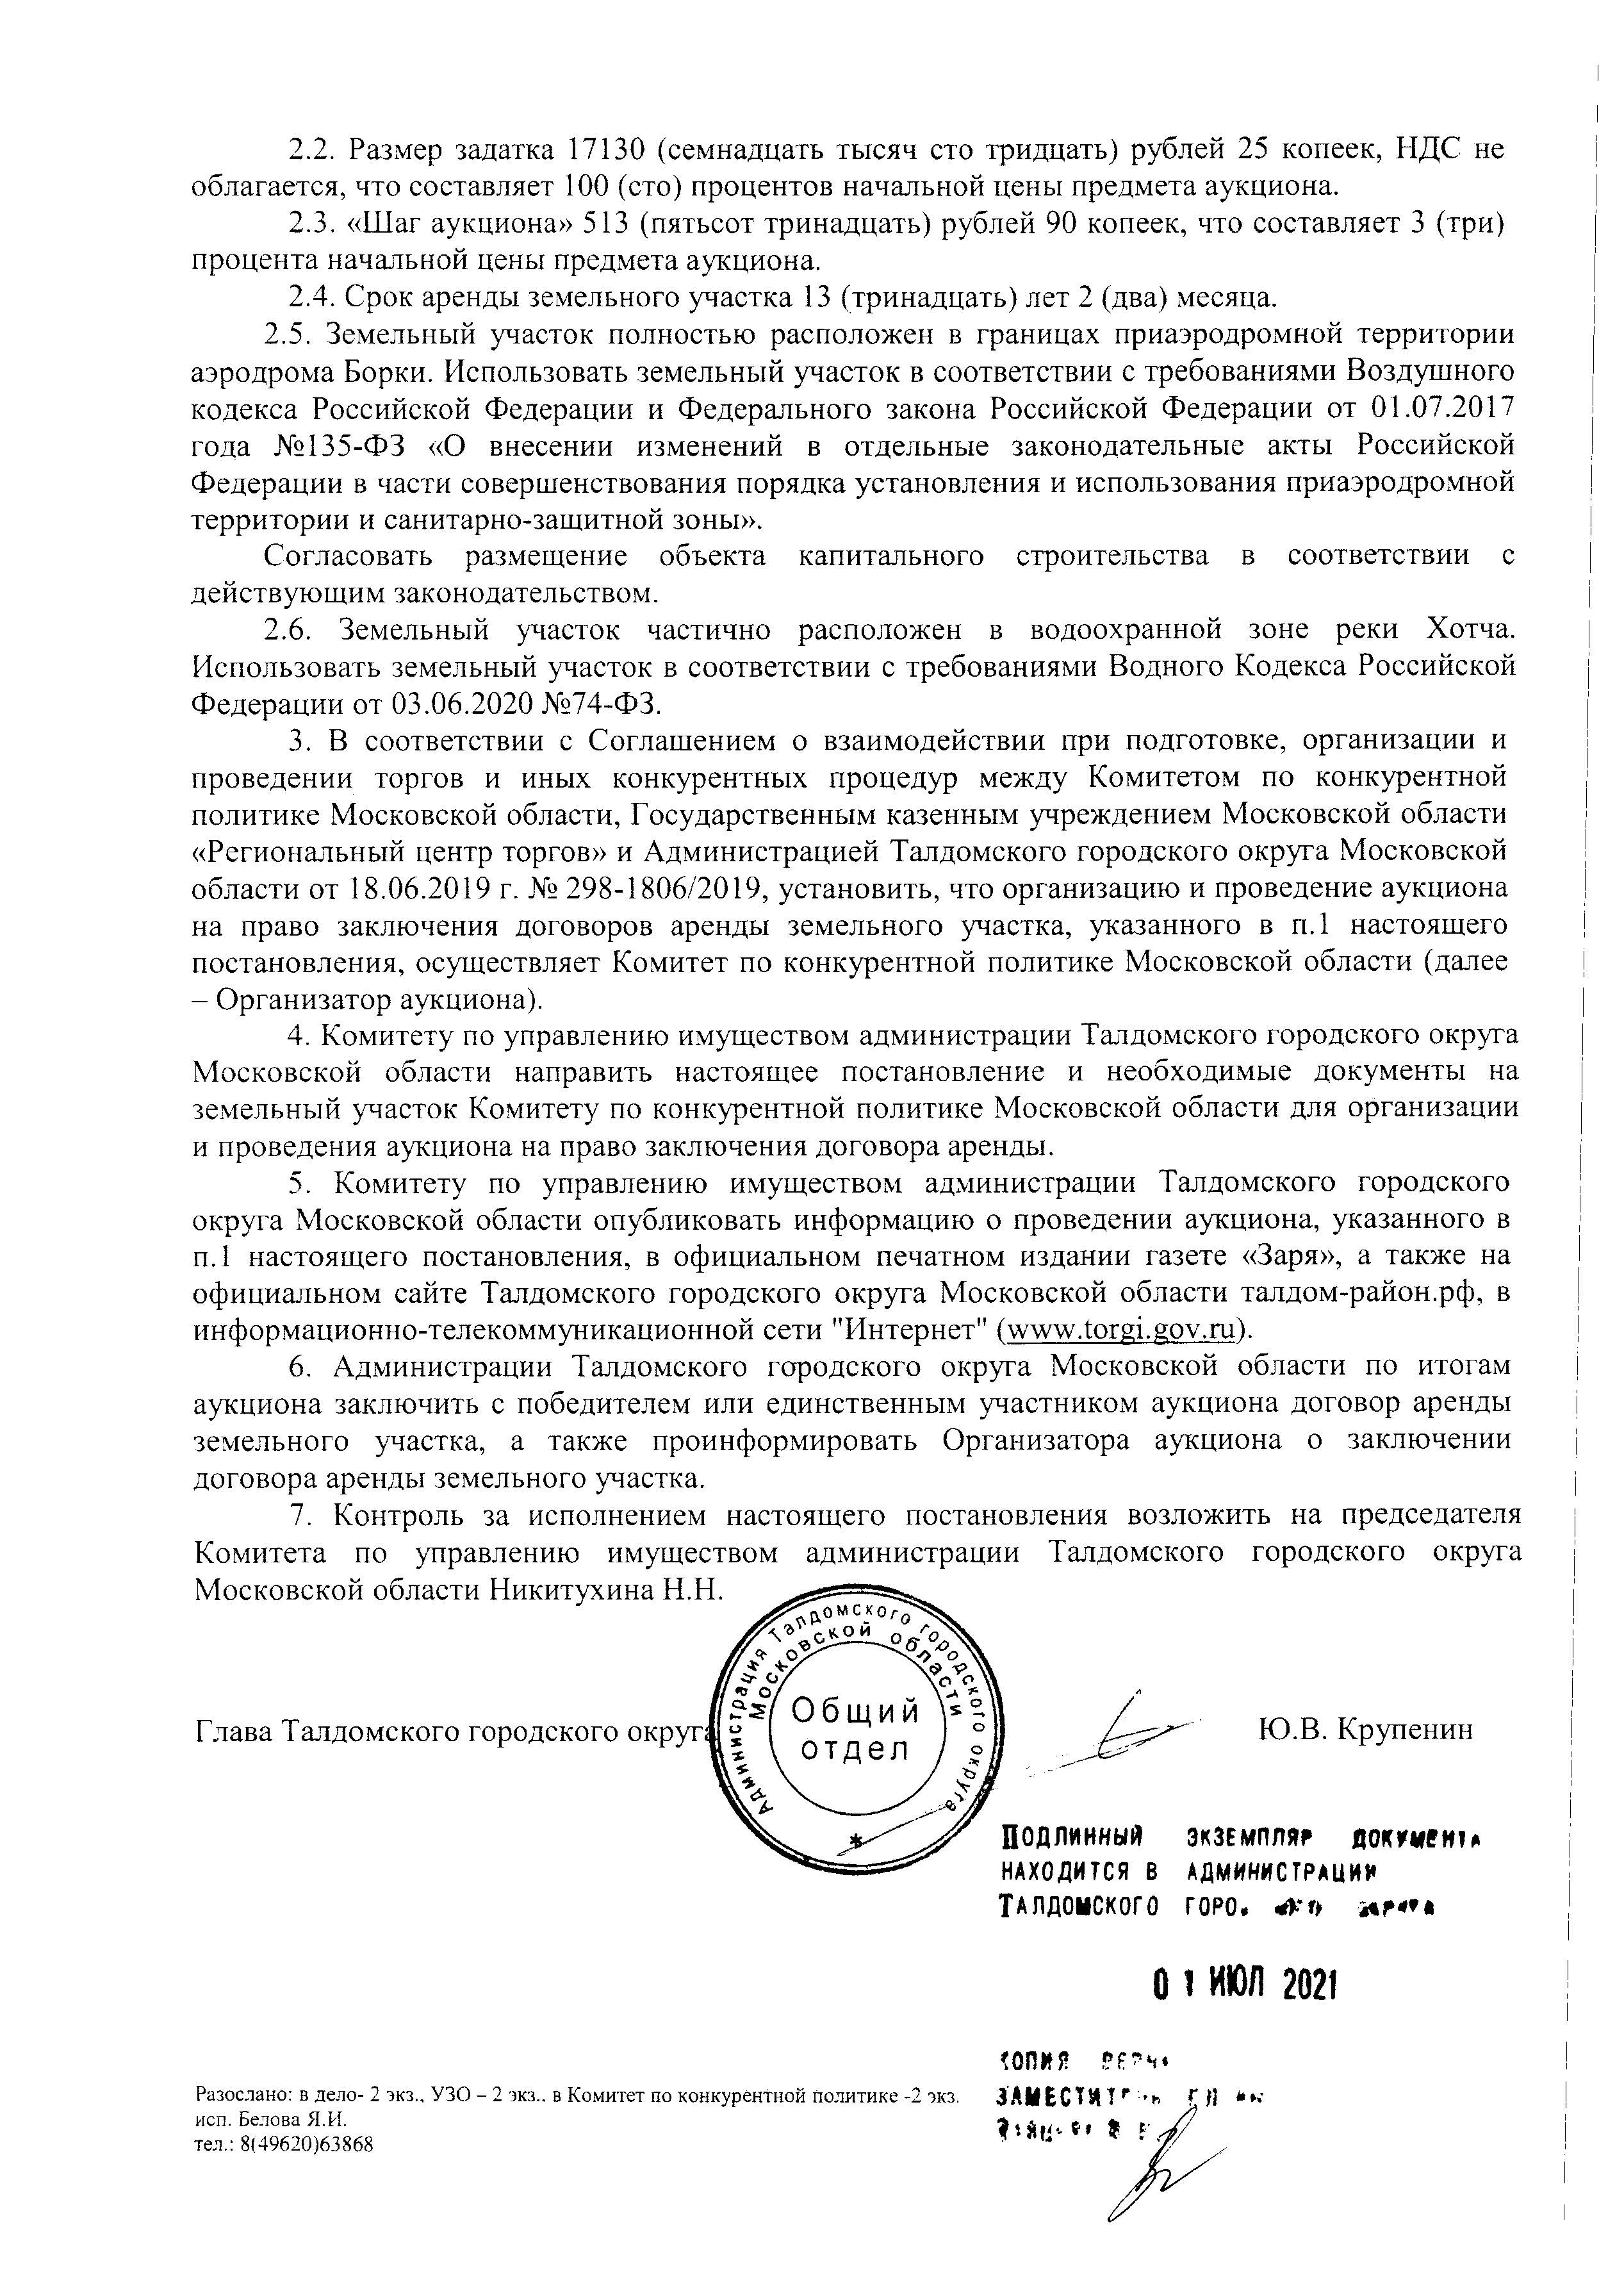 2.2. Размер задатка 17130 (семнадцать тысяч сто тридцать) рублей 25 копеек, НДС не
облагается, что составляет 100 (сто) процентов начальной цены предмета аукциона.
2.3. «Шаг аукциона» 513 (пятьсот тринадцать) рублей 90 копеек, что составляет 3 (три)
процента начальной цены предмета аукциона.
2.4. Срок аренды земельного участка 13 (тринадцать) лет 2 (два) месяца.
2.5. Земельный участок полностью расположен в границах приаэродромной территории
аэродрома Борки. Использовать земельный участок в соответствии с требованиями Воздушного
кодекса Российской Федерации и Федерального закона Российской Федерации от 01.07.2017
года №135-ФЗ «О внесении изменений в отдельные законодательные акты Российской
Федерации в части совершенствования порядка установления и использования приаэродромной
территории и санитарно-защитной зоны».
Согласовать размещение объекта капитального строительства в соответствии с
действующим законодательством.
2.6. Земельный участок частично расположен в водоохранной зоне реки Хотча.
Использовать земельный участок в соответствии с требованиями Водного Кодекса Российской
Федерации от 03.06.2020 №74-ФЗ.
3. В соответствии с Соглашением о взаимодействии при подготовке, организации и
проведении торгов и иных конкурентных процедур между Комитетом по конкурентной
политике Московской области, Государственным казенным учреждением Московской области
«Региональный центр торгов» и Администрацией Талдомского городского округа Московской
области от 18.06.2019 г. № 298-1806/2019, установить, что организацию и проведение аукциона
на право заключения договоров аренды земельного участка, указанного в п.1 настоящего
постановления, осуществляет Комитет по конкурентной политике Московской области (далее
– Организатор аукциона).
4. Комитету по управлению имуществом администрации Талдомского городского округа
Московской области направить настоящее постановление и необходимые документы на
земельный участок Комитету по конкурентной политике Московской области для организации
и проведения аукциона на право заключения договора аренды.
5. Комитету по управлению имуществом администрации Талдомского городского
округа Московской области опубликовать информацию о проведении аукциона, указанного в
п.1 настоящего постановления, в официальном печатном издании газете «Заря», а также на
официальном сайте Талдомского городского округа Московской области талдом-район.рф, в
информационно-телекоммуникационной сети "Интернет" (www.torgi.gov.ru).
6. Администрации Талдомского городского округа Московской области по итогам
аукциона заключить с победителем или единственным участником аукциона договор аренды
земельного участка, а также проинформировать Организатора аукциона о заключении
договора аренды земельного участка.
7. Контроль за исполнением настоящего постановления возложить на председателя
Комитета по управлению имуществом администрации Талдомского городского округа
Московской области Никитухина Н.Н.
Администрация Талдомского городского округа
Московской области
Общий
отдел
Глава Талдомского городского округа
Ю.В. Крупенин
ПОДЛИННЫЙ ЭКЗЕМПЛЯР ДОКУМЕНТА
НАХОДИТСЯ В АДМИНИСТРАЦИИ
ТАЛДОМСКОГО
01 ИЮЛ 2021
КОПИЯ
Разослано: в дело- 2 экз., УЗО – 2 экз.. в Комитет по конкурентной политике -2 экз.
исп. Белова Я.И.
тел.: 8(49620)63868